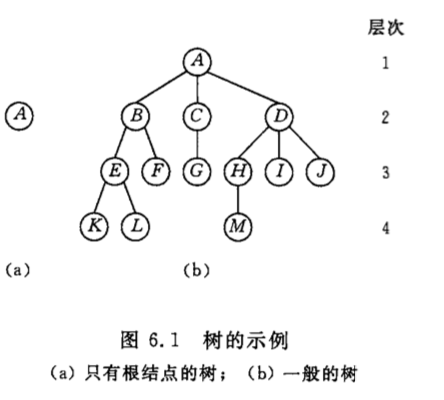 层次
A 1
A B C D 2
E F G H I J 3
K L M 4
(a) (b)
图 6.1 树的示例
(a) 只有根结点的树; (b) 一般的树